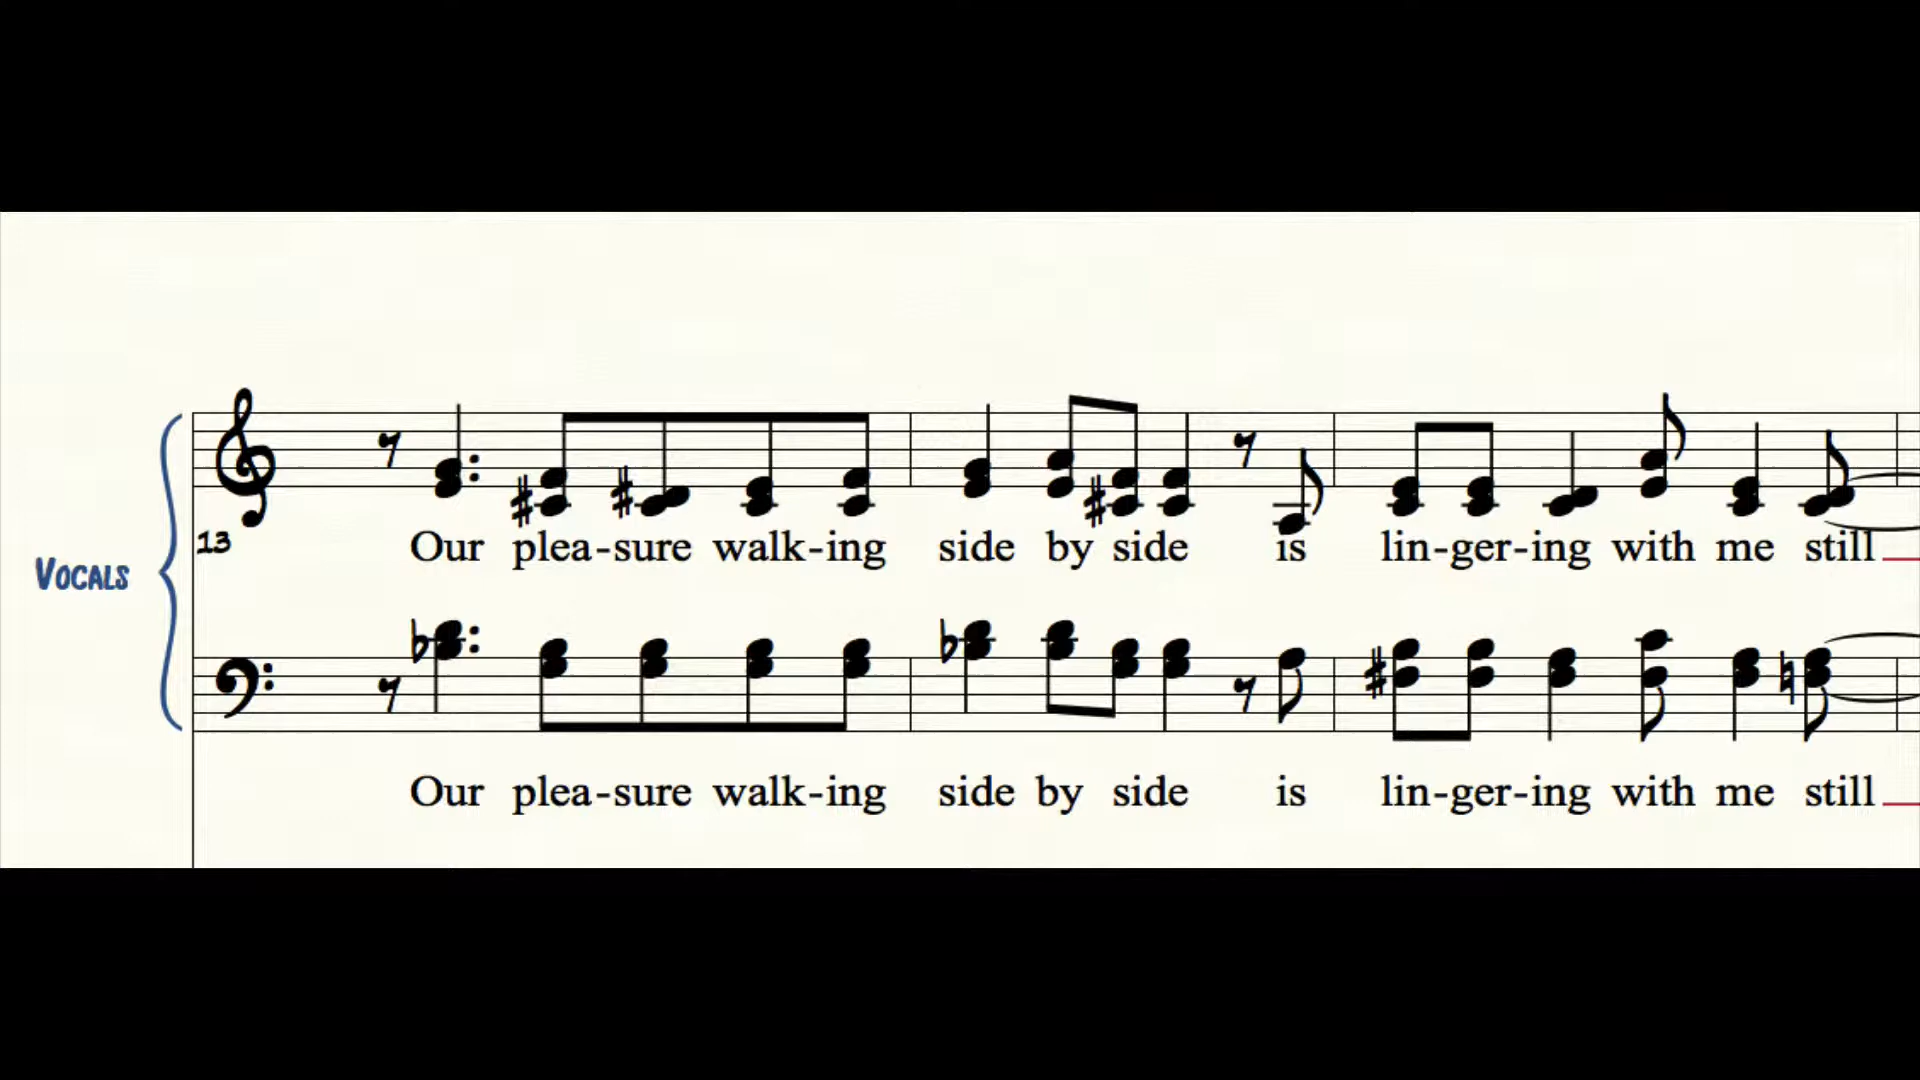 Our plea-sure walk-ing side by side is lin-ger-ing with me still
13
VOCALS
Our plea-sure walk-ing side by side is lin-ger-ing with me still